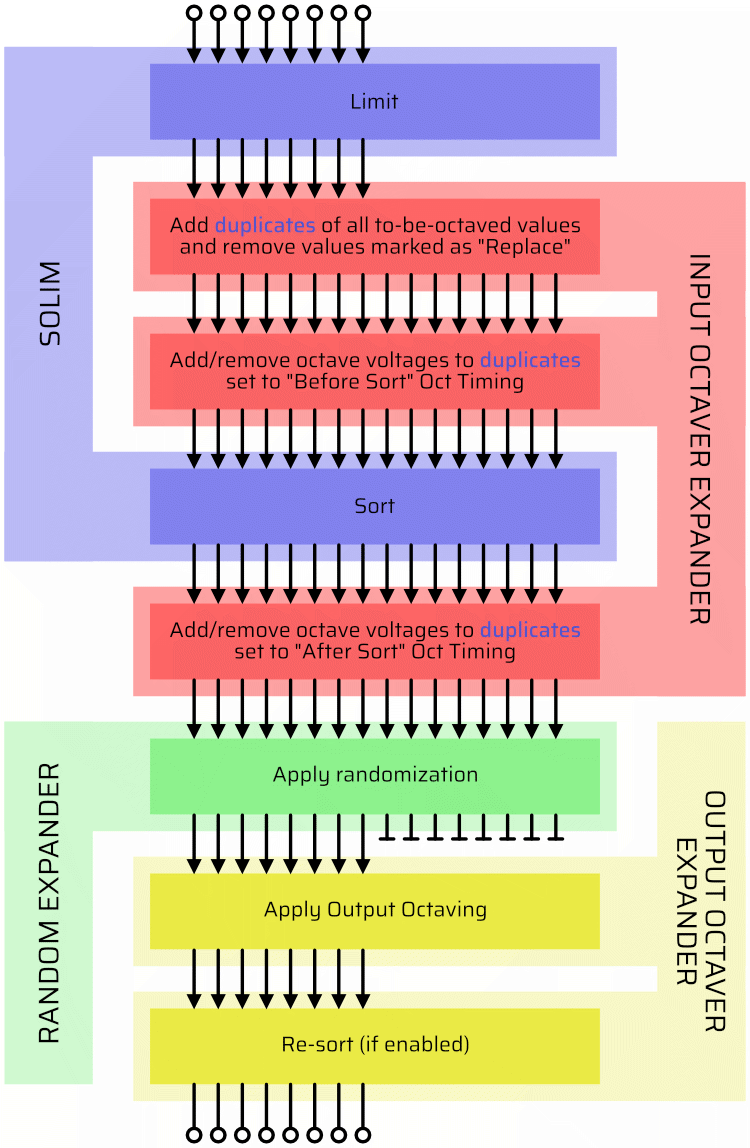 Limit
SOLIM
Add duplicates of all to-be-octaved values
and remove values marked as "Replace"
INPUT OCTAVER EXPANDER
Add/remove octave voltages to duplicates
set to "Before Sort" Oct Timing
Sort
Add/remove octave voltages to duplicates
set to "After Sort" Oct Timing
Apply randomization
RANDOM EXPANDER
OUTPUT OCTAVER
EXPANDER
Apply Output Octaving
Re-sort (if enabled)